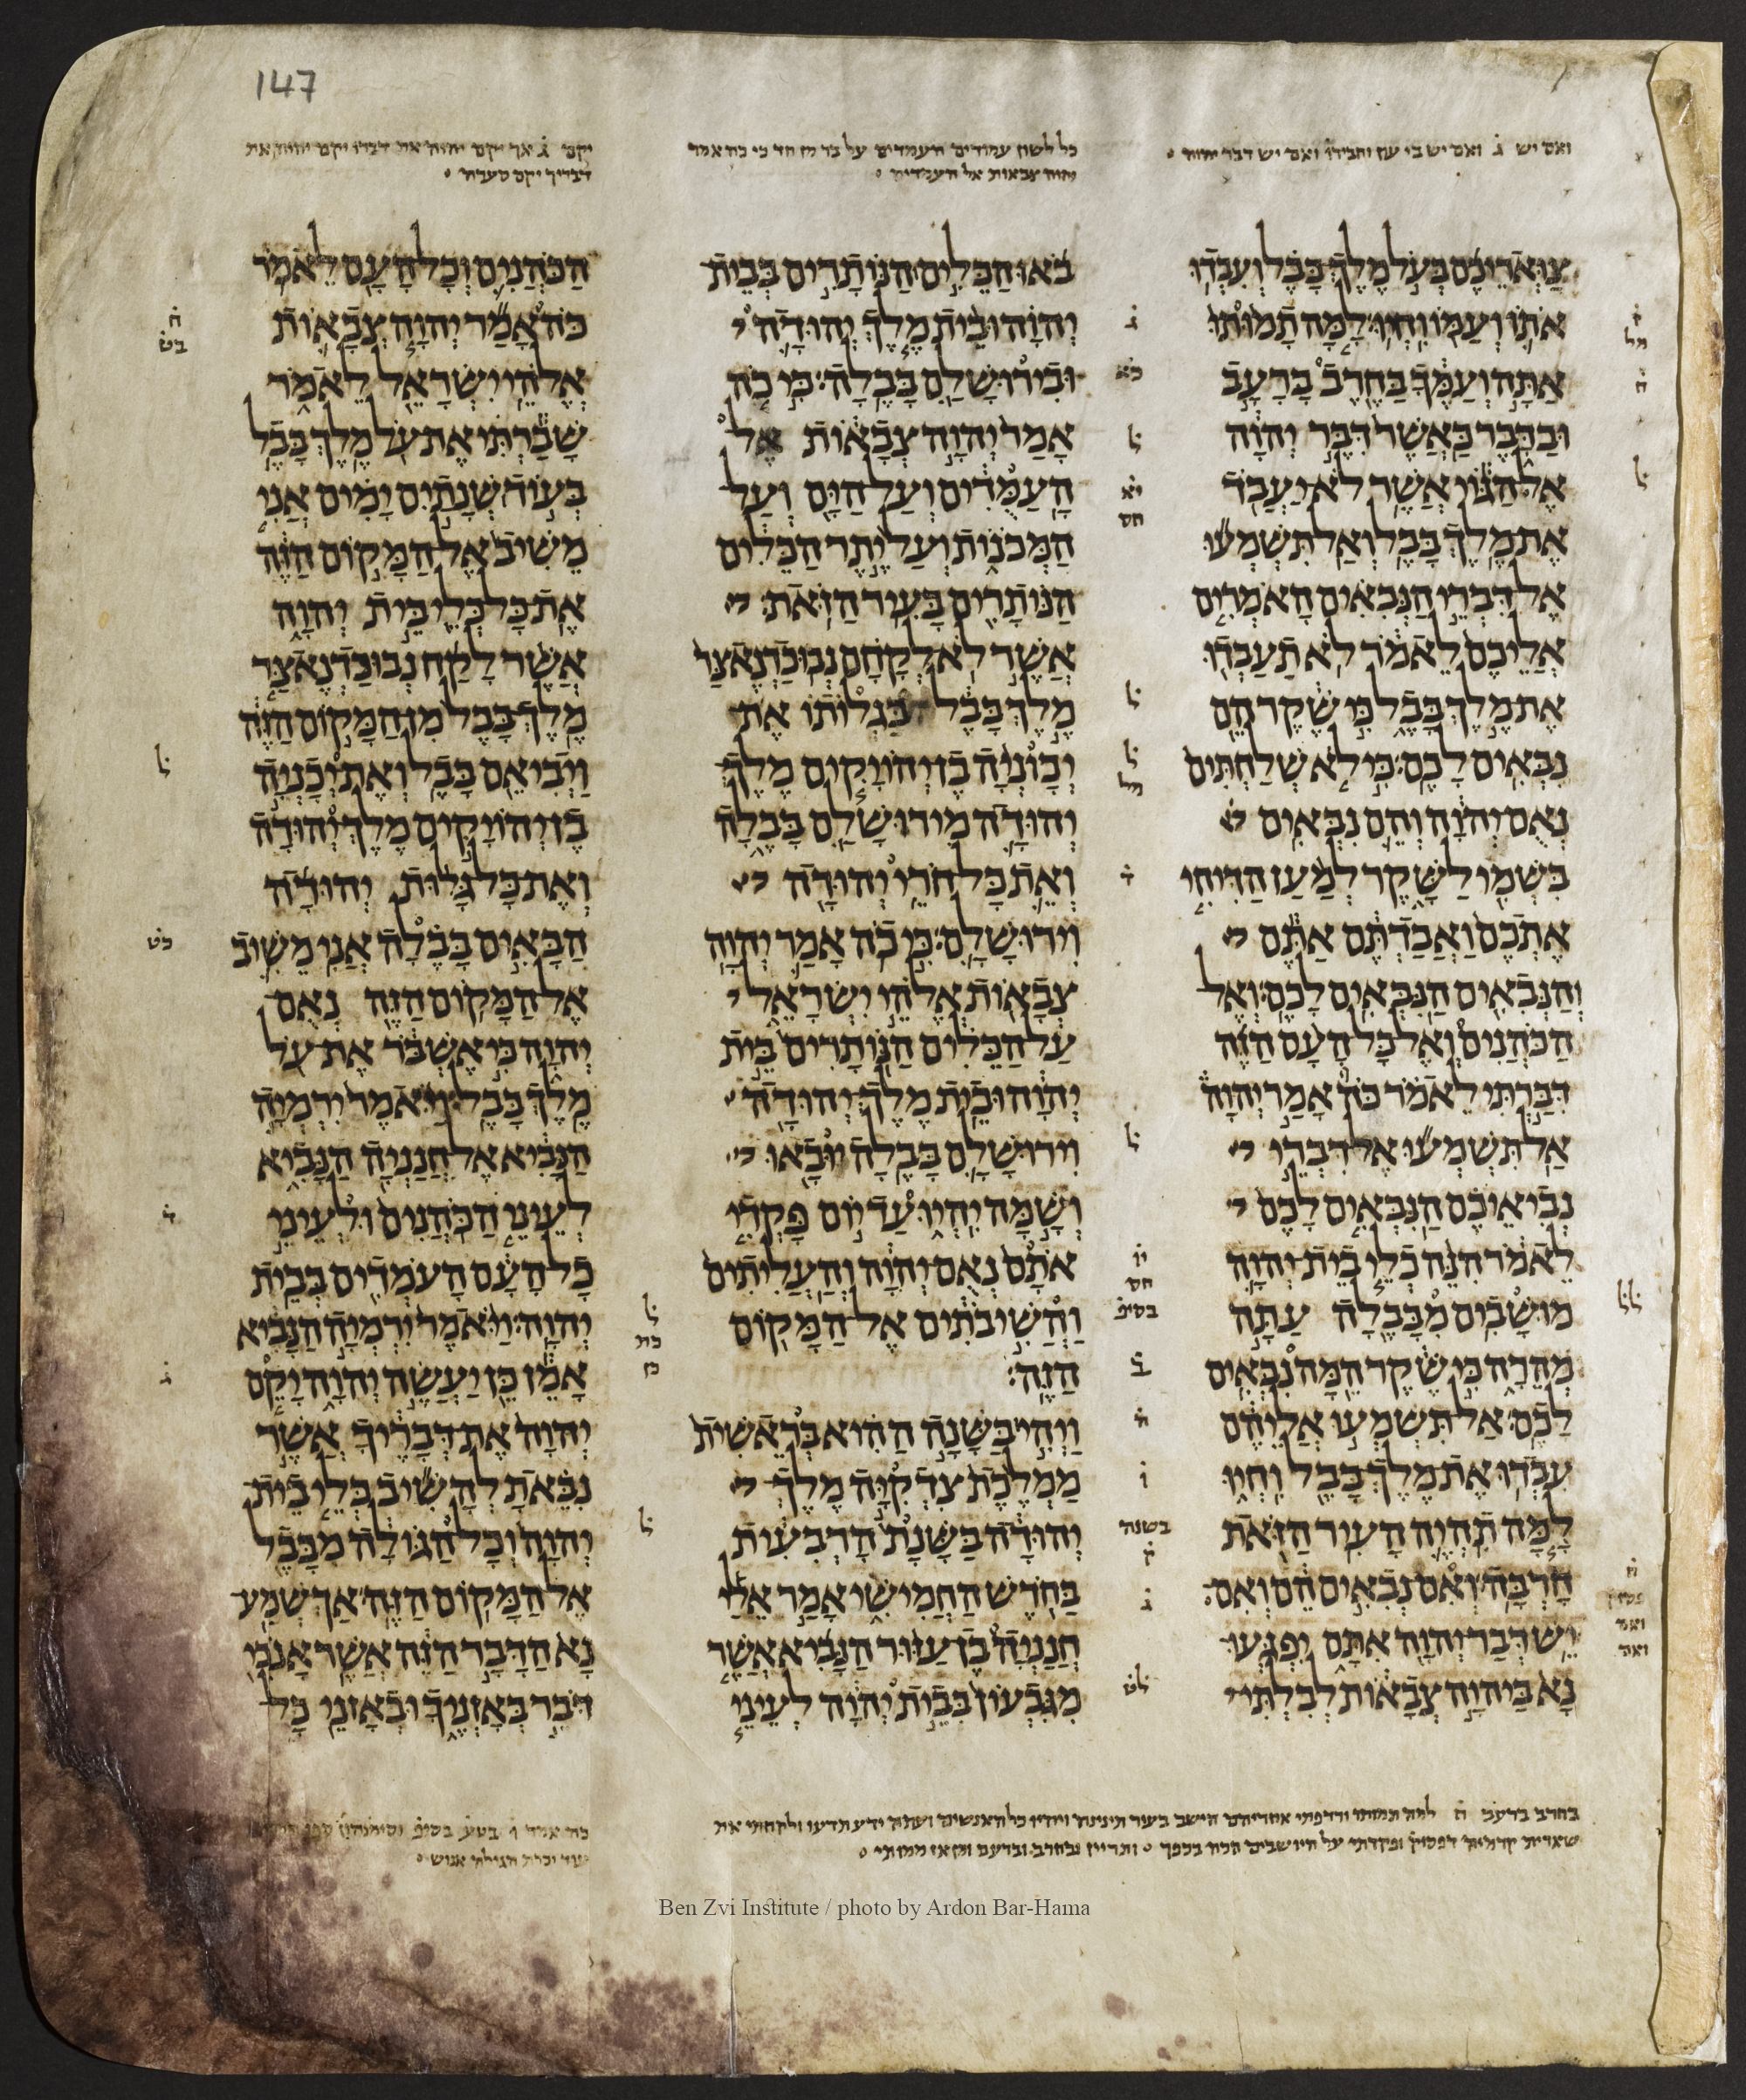 147
ואם יש ג ואם יש בי עון וחבירו ואם יש דבר יהוה
כל לשון עמודים העמדים על בד מן חד כי כה אמר
יהוה צבאות אל העמדים
יקם ג אך יקם יהוה את דברו יקם יהוה את
דבריך יקם סערה
צואריכם בעל מלך בבל ועבדו
אתו ועמו וחיו למה תמותו
אתה ועמך בחרב ברעב
ובדבר כאשר דבר יהוה
אל הגוי אשר לא יעבד
את מלך בבל ואל תשמעו
אל דברי הנבאים האמרים
אליכם לאמר לא תעבדו
את מלך בבל כי שקר הם
נבאים לכם כי לא שלחתים
נאם יהוה והם נבאים
בשמי לשקר למען הדיחי
אתכם ואבדתם אתם
והנבאים הנבאים לכם ואל
הכהנים ואל כל העם הזה
דברתי לאמר כה אמר יהוה
אל תשמעו אל דברי
נביאיכם הנבאים לכם
לאמר הנה כלי בית יהוה
מושבים מבבלה עתה
מהרה כי שקר המה נבאים
לכם אל תשמעו אליהם
עבדו את מלך בבל וחיו
למה תהיה העיר הזאת
חרבה ואם נבאים הם ואם
יש דבר יהוה אתם יפגעו
נא ביהוה צבאות לבלתי
באו הכלים הנותרים בבית
יהוה ובית מלך יהודה
ובירושלם בבלה כי כה
אמר יהוה צבאות אל
העמדים ועל הים ועל
המכנות ועל יתר הכלים
הנותרים בעיר הזאת
אשר לא לקחם נבוכדנאצר
מלך בבל בגלותו את
יכוניה בן יהויקים מלך
יהודה מירושלם בבלה
ואת כל חרי יהודה
וירושלם כי כה אמר יהוה
צבאות אלהי ישראל
על הכלים הנותרים בית
יהוה ובית מלך יהודה
וירושלם בבלה יובאו
ושמה יהיו עד יום פקדי
אתם נאם יהוה והעליתים
והשיבתים אל המקום
הזה
ויהי בשנה ההיא בראשית
ממלכת צדקיה מלך
יהודה בשנת הרבעית
בחדש החמישי אמר אלי
חנניה בן עזור הנביא אשר
מגבעון בבית יהוה לעיני
הכהנים וכל העם לאמר
כה אמר יהוה צבאות
אלהי ישראל לאמר
שברתי את על מלך בבל
בעוד שנתים ימים אני
משיב אל המקום הזה
את כל כלי בית יהוה
אשר לקח נבוכדנאצר
מלך בבל מן המקום הזה
ויביאם בבל ואת יכניה
בן יהויקים מלך יהודה
ואת כל גלות יהודה
הבאים בבלה אני משיב
אל המקום הזה נאם
יהוה כי אשבר את על
מלך בבל ויאמר ירמיה
הנביא אל חנניה הנביא
לעיני הכהנים ולעיני
כל העם העמדים בבית
יהוה ויאמר ירמיה הנביא
אמן כן יעשה יהוה יקם
יהוה את דבריך אשר
נבאת להשיב כלי בית
יהוה וכל הגולה מבבל
אל המקום הזה אך שמע
נא הדבר הזה אשר אנכי
דבר באזניך ובאזני כל
Ben Zvi Institute / photo by Ardon Bar-Hama